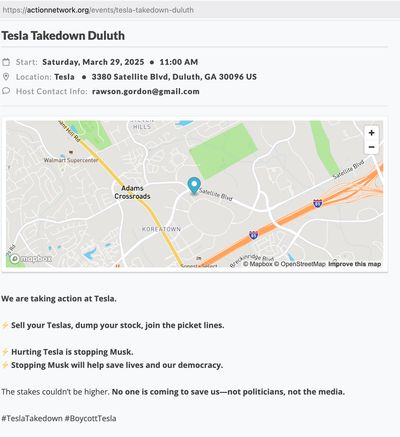 https://actionnetwork.org/events/tesla-takedown-duluth
Tesla Takedown Duluth
Start: Saturday, March 29, 2025 • 11:00 AM
Location: Tesla • 3380 Satellite Blvd, Duluth, GA 30096 US
Host Contact Info: rawson.gordon@gmail.com
HILLS
+
Hill Rd
−
Walmart Supercenter
Adams
Crossroads
Satellite Blvd
Satellite Blvd
KOREATOWN
85
85
Breckinridge Blvd
mapbox
© Mapbox © OpenStreetMap Improve this map
We are taking action at Tesla.
⚡ Sell your Teslas, dump your stock, join the picket lines.
⚡ Hurting Tesla is stopping Musk.
⚡ Stopping Musk will help save lives and our democracy.
The stakes couldn't be higher. No one is coming to save us—not politicians, not the media.
#TeslaTakedown #BoycottTesla